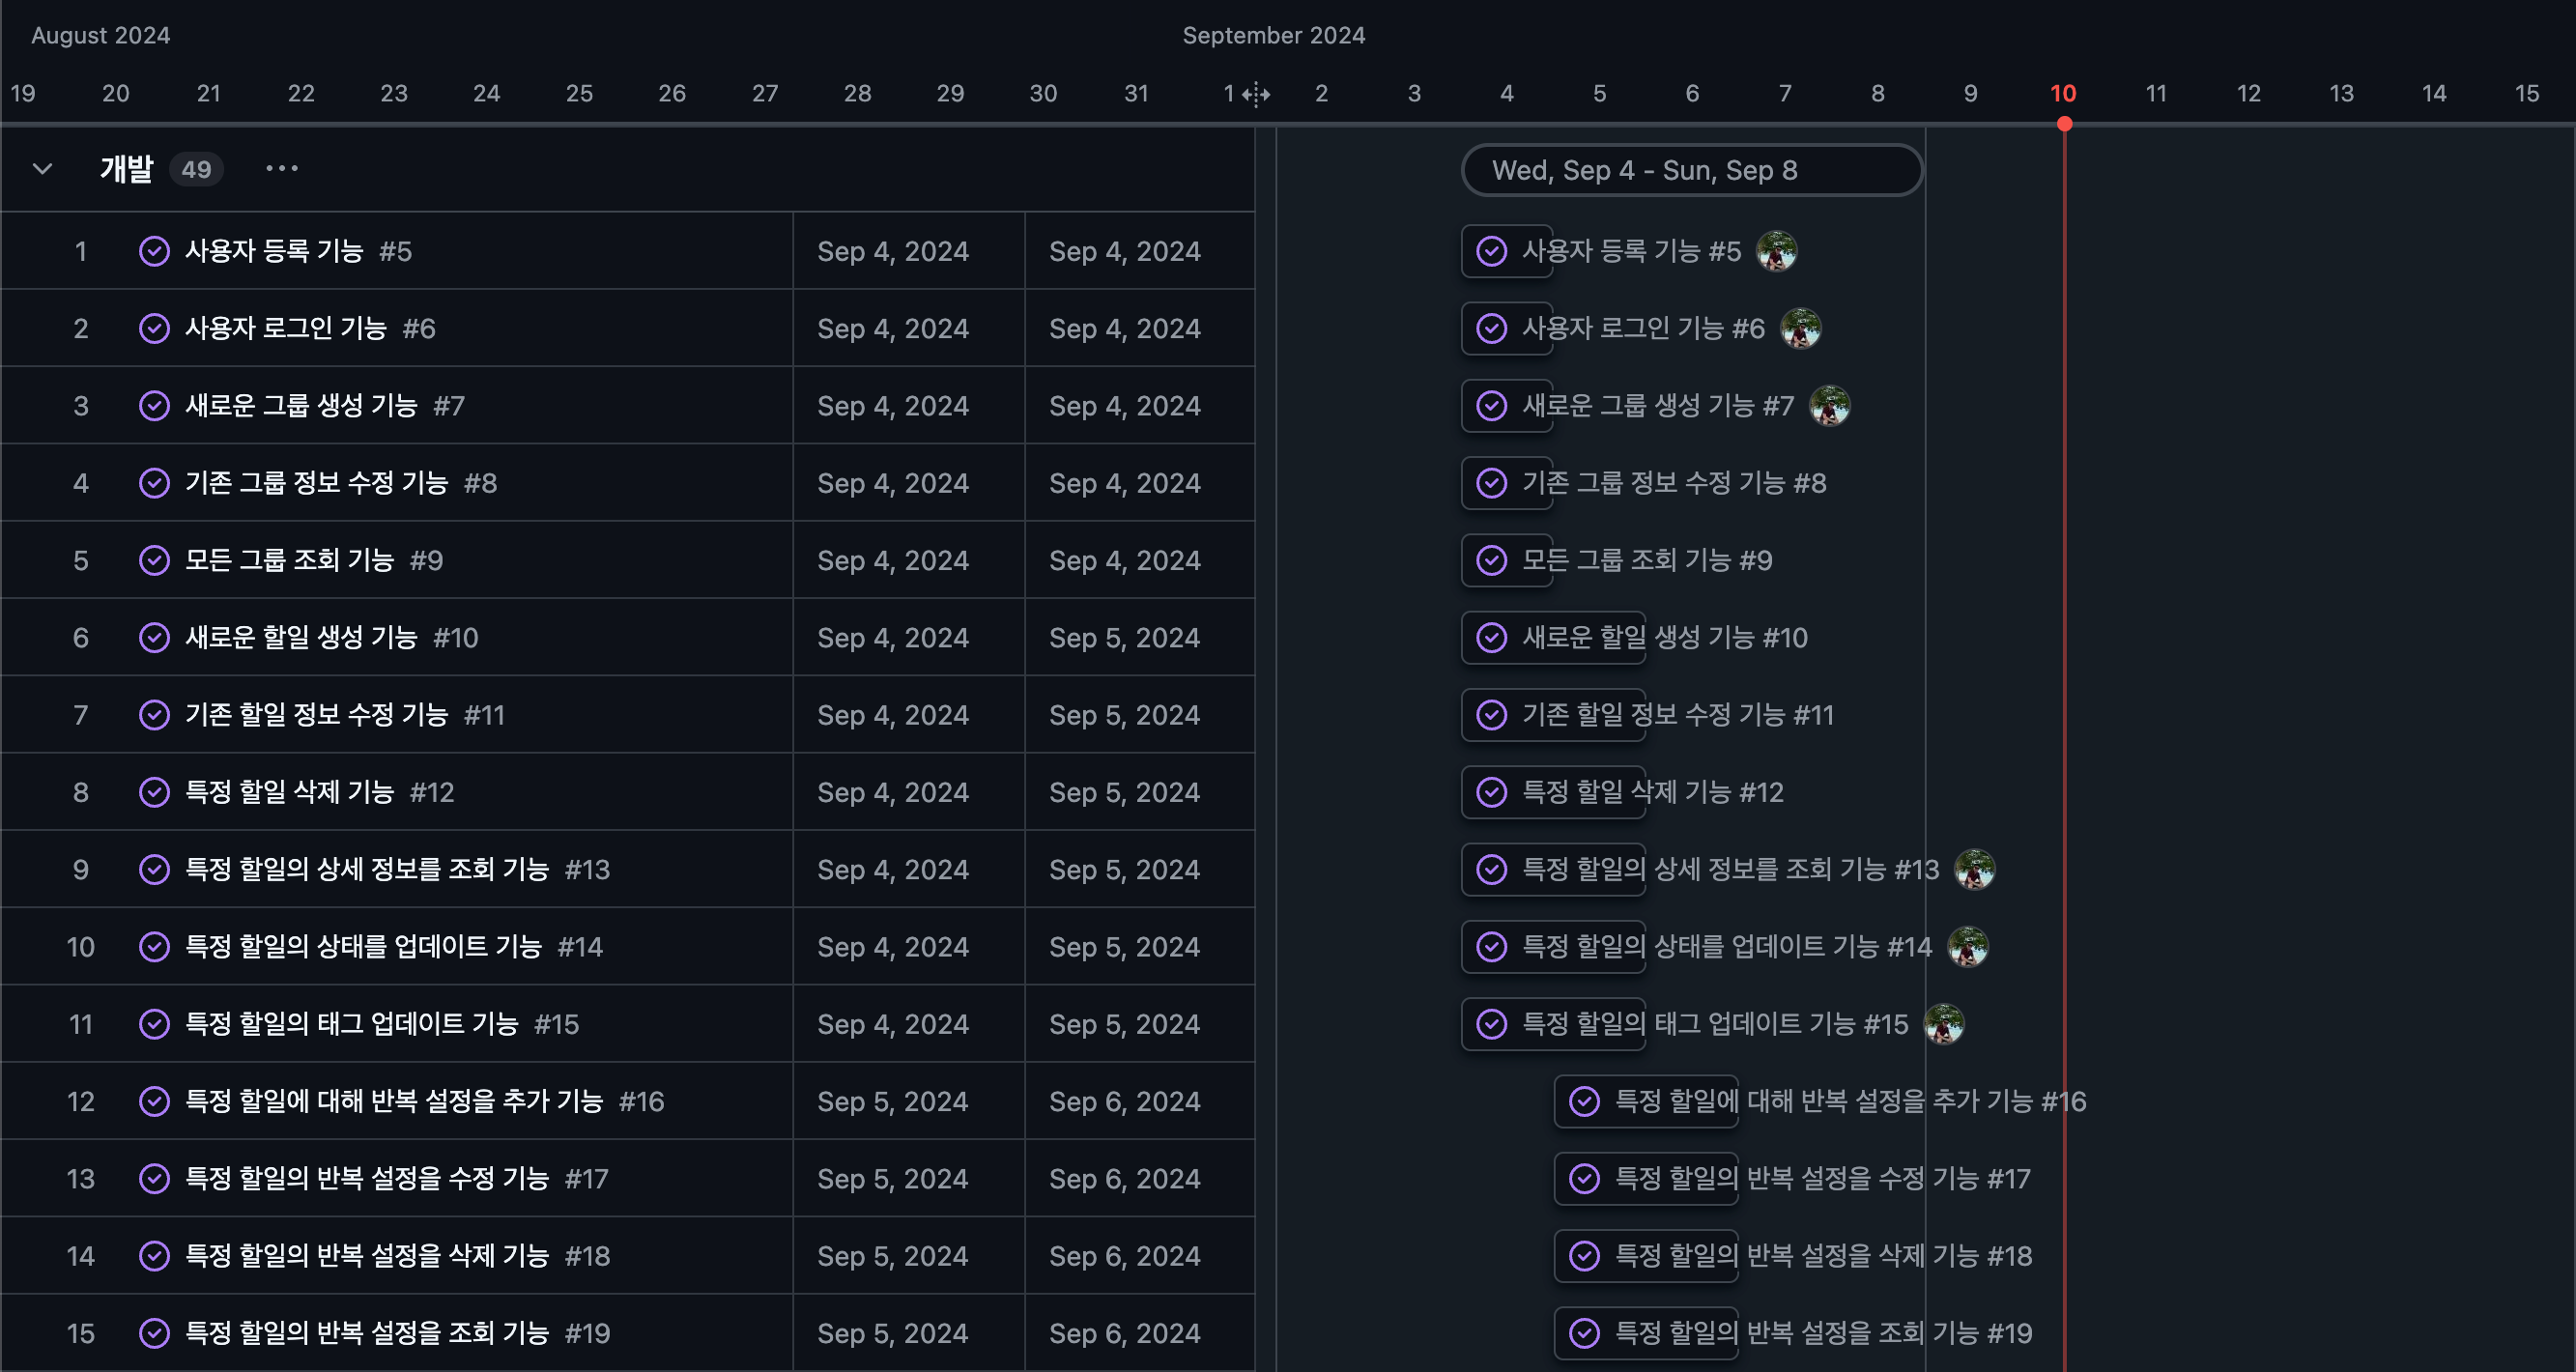 August 2024 September 2024
19 20 21 22 23 24 25 26 27 28 29 30 31 1 2 3 4 5 6 7 8 9 10 11 12 13 14 15
개발 49 ··· Wed, Sep 4 - Sun, Sep 8
1 사용자 등록 기능 #5 Sep 4, 2024 Sep 4, 2024 사용자 등록 기능 #5
2 사용자 로그인 기능 #6 Sep 4, 2024 Sep 4, 2024 사용자 로그인 기능 #6
3 새로운 그룹 생성 기능 #7 Sep 4, 2024 Sep 4, 2024 새로운 그룹 생성 기능 #7
4 기존 그룹 정보 수정 기능 #8 Sep 4, 2024 Sep 4, 2024 기존 그룹 정보 수정 기능 #8
5 모든 그룹 조회 기능 #9 Sep 4, 2024 Sep 4, 2024 모든 그룹 조회 기능 #9
6 새로운 할일 생성 기능 #10 Sep 4, 2024 Sep 5, 2024 새로운 할일 생성 기능 #10
7 기존 할일 정보 수정 기능 #11 Sep 4, 2024 Sep 5, 2024 기존 할일 정보 수정 기능 #11
8 특정 할일 삭제 기능 #12 Sep 4, 2024 Sep 5, 2024 특정 할일 삭제 기능 #12
9 특정 할일의 상세 정보를 조회 기능 #13 Sep 4, 2024 Sep 5, 2024 특정 할일의 상세 정보를 조회 기능 #13
10 특정 할일의 상태를 업데이트 기능 #14 Sep 4, 2024 Sep 5, 2024 특정 할일의 상태를 업데이트 기능 #14
11 특정 할일의 태그 업데이트 기능 #15 Sep 4, 2024 Sep 5, 2024 특정 할일의 태그 업데이트 기능 #15
12 특정 할일에 대해 반복 설정을 추가 기능 #16 Sep 5, 2024 Sep 6, 2024 특정 할일에 대해 반복 설정을 추가 기능 #16
13 특정 할일의 반복 설정을 수정 기능 #17 Sep 5, 2024 Sep 6, 2024 특정 할일의 반복 설정을 수정 기능 #17
14 특정 할일의 반복 설정을 삭제 기능 #18 Sep 5, 2024 Sep 6, 2024 특정 할일의 반복 설정을 삭제 기능 #18
15 특정 할일의 반복 설정을 조회 기능 #19 Sep 5, 2024 Sep 6, 2024 특정 할일의 반복 설정을 조회 기능 #19